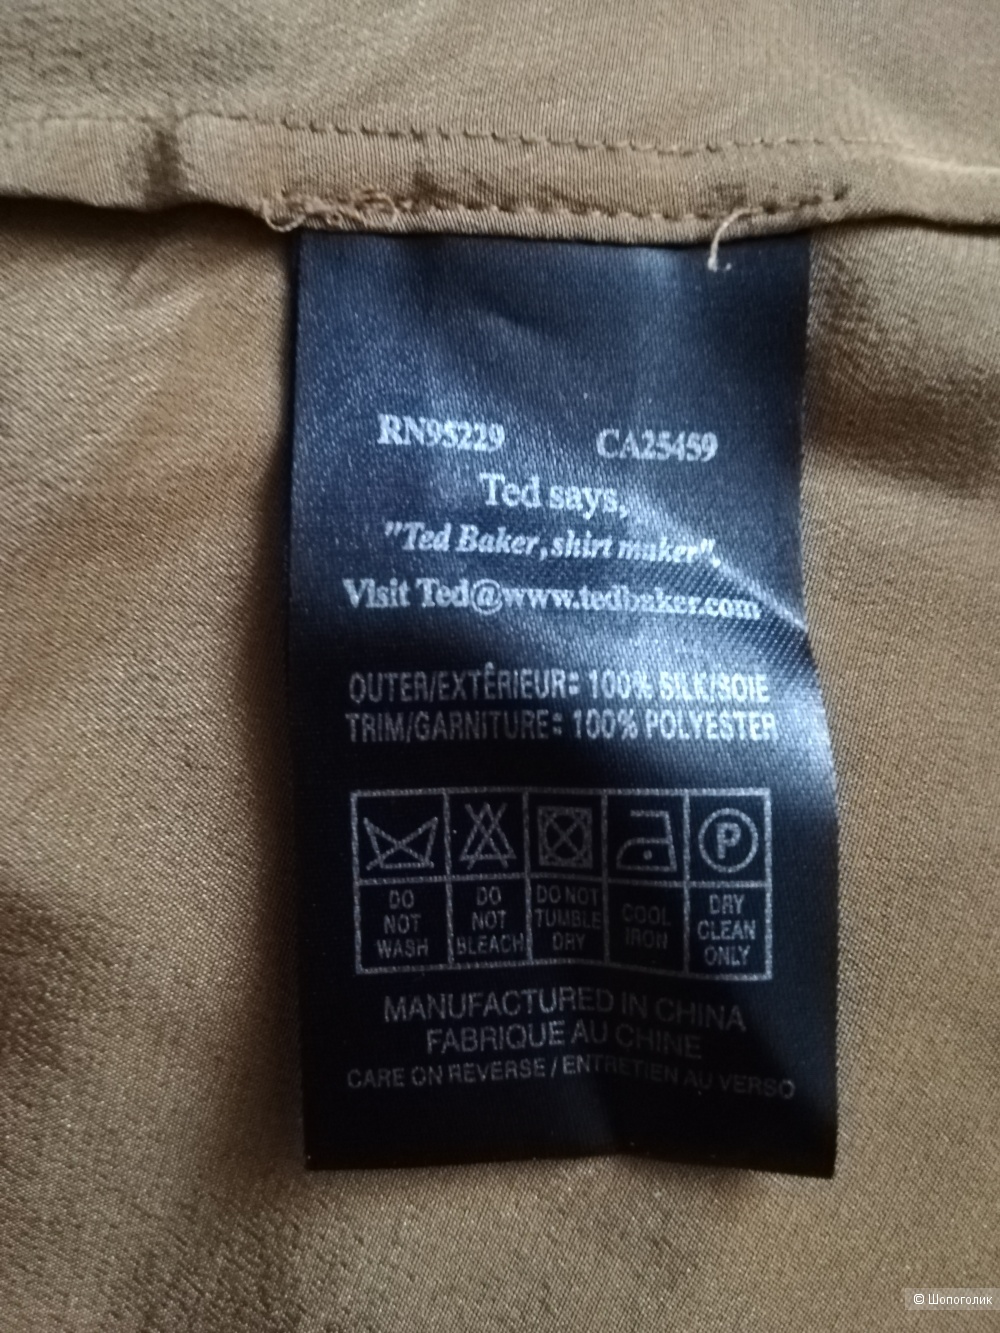 RN95229 CA25459
Ted says,
"Ted Baker, shirt maker".
Visit Ted@www.tedbaker.com
OUTER/EXTÊRIEUR: 100% SILK/SOIE
TRIM/GARNITURE: 100% POLYESTER
P
DO NOT WASH
DO NOT BLEACH
DO NOT TUMBLE DRY
COOL IRON
DRY CLEAN ONLY
MANUFACTURED IN CHINA
FABRIQUE AU CHINE
CARE ON REVERSE / ENTRETIEN AU VERSO
© Шопоголик